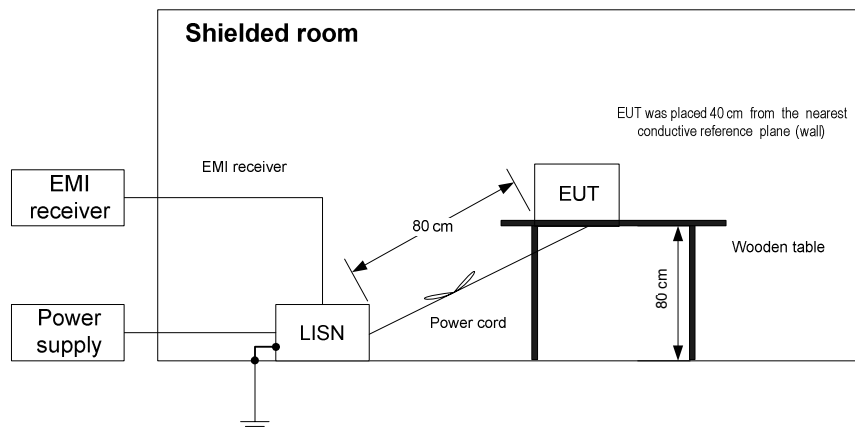 Shielded room
EUT was placed 40 cm from the nearest
conductive reference plane (wall)
EMI receiver
EMI
receiver
EUT
80 cm
Wooden table
80 cm
Power
supply
LISN
Power cord